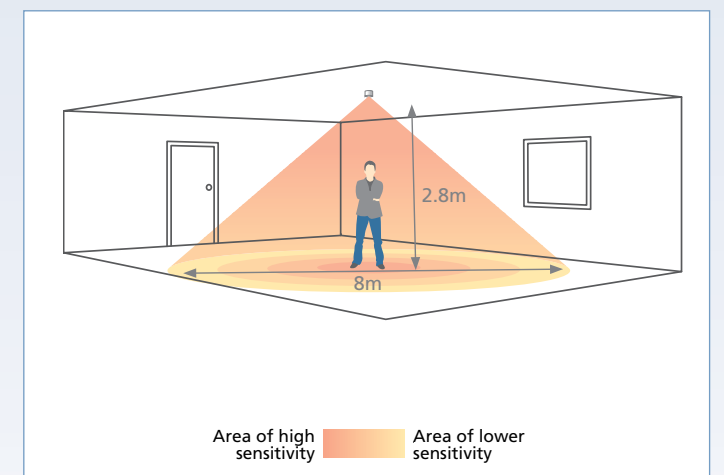 2.8m
8m
Area of high
sensitivity
Area of lower
sensitivity